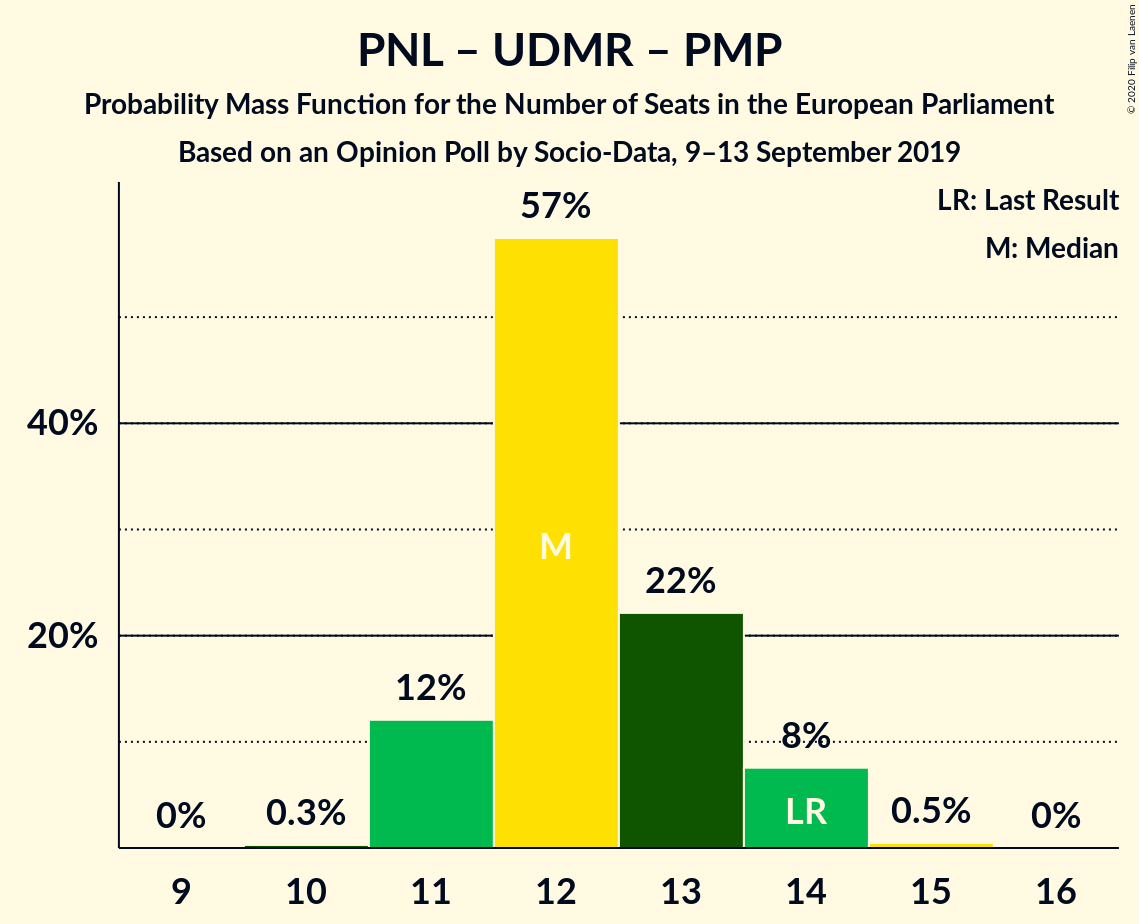 PNL – UDMR – PMP
Probability Mass Function for the Number of Seats in the European Parliament
Based on an Opinion Poll by Socio-Data, 9–13 September 2019
© 2020 Filip van Laenen
LR: Last Result
M: Median
57%
40%
M
22%
20%
12%
8%
0%
0.3%
LR
0.5%
0%
9
10
11
12
13
14
15
16